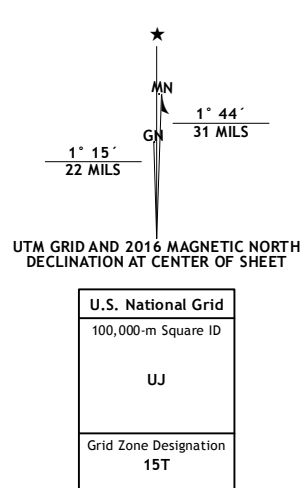 ★
MN
1° 44´
GN
31 MILS
1° 15´
22 MILS
UTM GRID AND 2016 MAGNETIC NORTH
DECLINATION AT CENTER OF SHEET
U.S. National Grid
100,000-m Square ID
UJ
Grid Zone Designation
15T